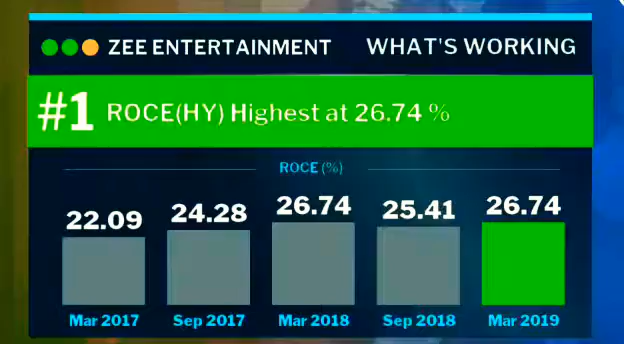 ZEE ENTERTAINMENT WHAT'S WORKING
#1 ROCE(HY) Highest at 26.74 %
ROCE (%)
22.09 24.28 26.74 25.41 26.74
Mar 2017 Sep 2017 Mar 2018 Sep 2018 Mar 2019